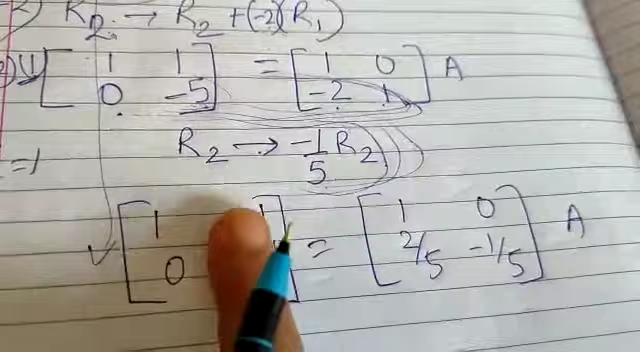 R₂ → R₂ + (-2)(R₁)
[1 1; 0 -5] = [1 0; -2 1] A
R₂ → -1/5 R₂
=1
[1 1; 0] = [1 0; 2/5 -1/5] A